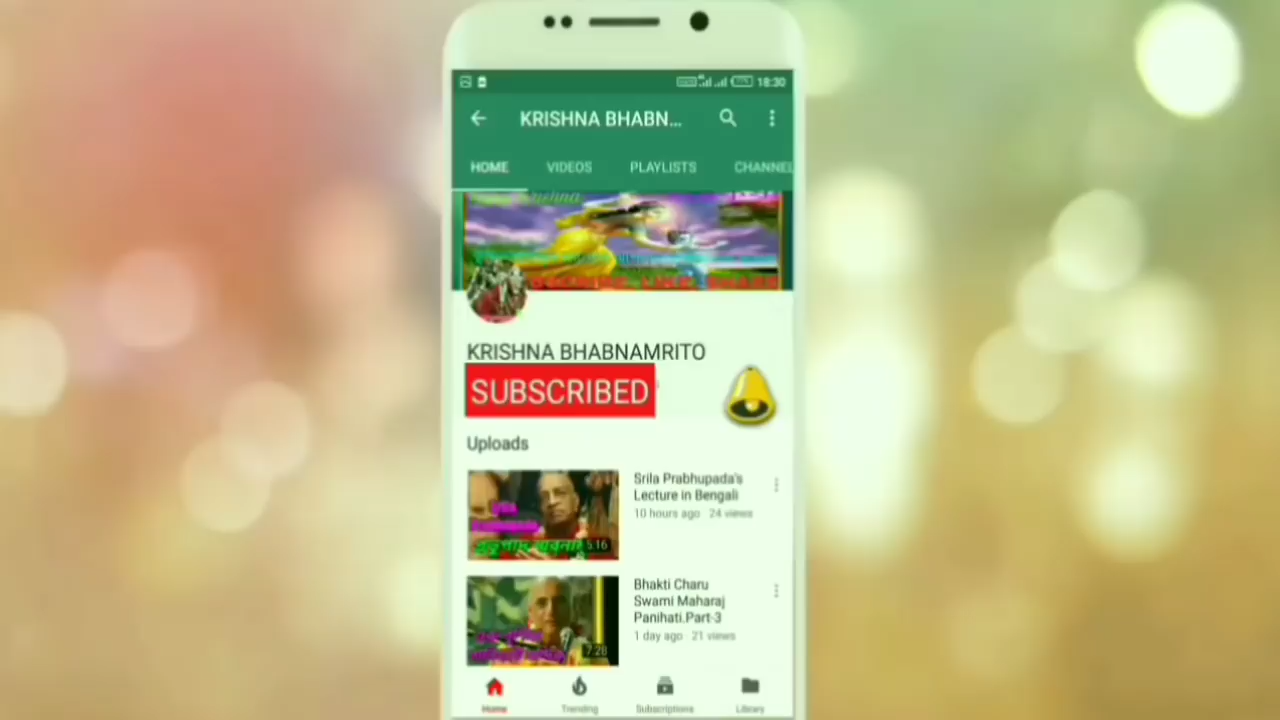 18:30
KRISHNA BHABN...
HOME VIDEOS PLAYLISTS CHANNEL
KRISHNA BHABNAMRITO
SUBSCRIBED
Uploads
Srila Prabhupada's
Lecture in Bengali
10 hours ago 24 views
5:16
Bhakti Charu
Swami Maharaj
Panihati.Part-3
1 day ago · 21 views
7:28
Home Trending Subscriptions Library